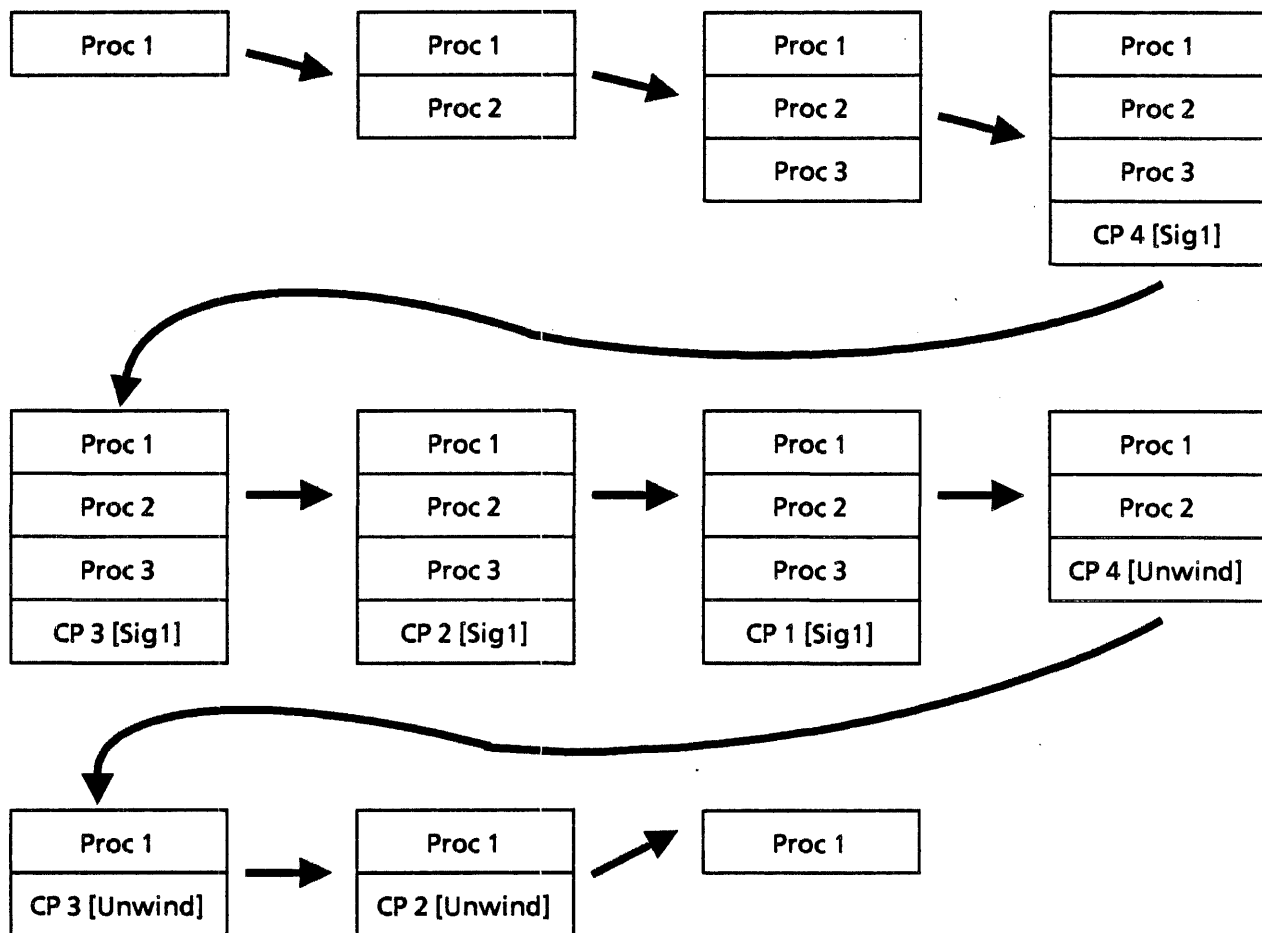 Proc 1
Proc 1
Proc 2
Proc 1
Proc 2
Proc 3
Proc 1
Proc 2
Proc 3
CP 4 [Sig1]
Proc 1
Proc 2
Proc 3
CP 3 [Sig1]
Proc 1
Proc 2
Proc 3
CP 2 [Sig1]
Proc 1
Proc 2
Proc 3
CP 1 [Sig1]
Proc 1
Proc 2
CP 4 [Unwind]
Proc 1
CP 3 [Unwind]
Proc 1
CP 2 [Unwind]
Proc 1